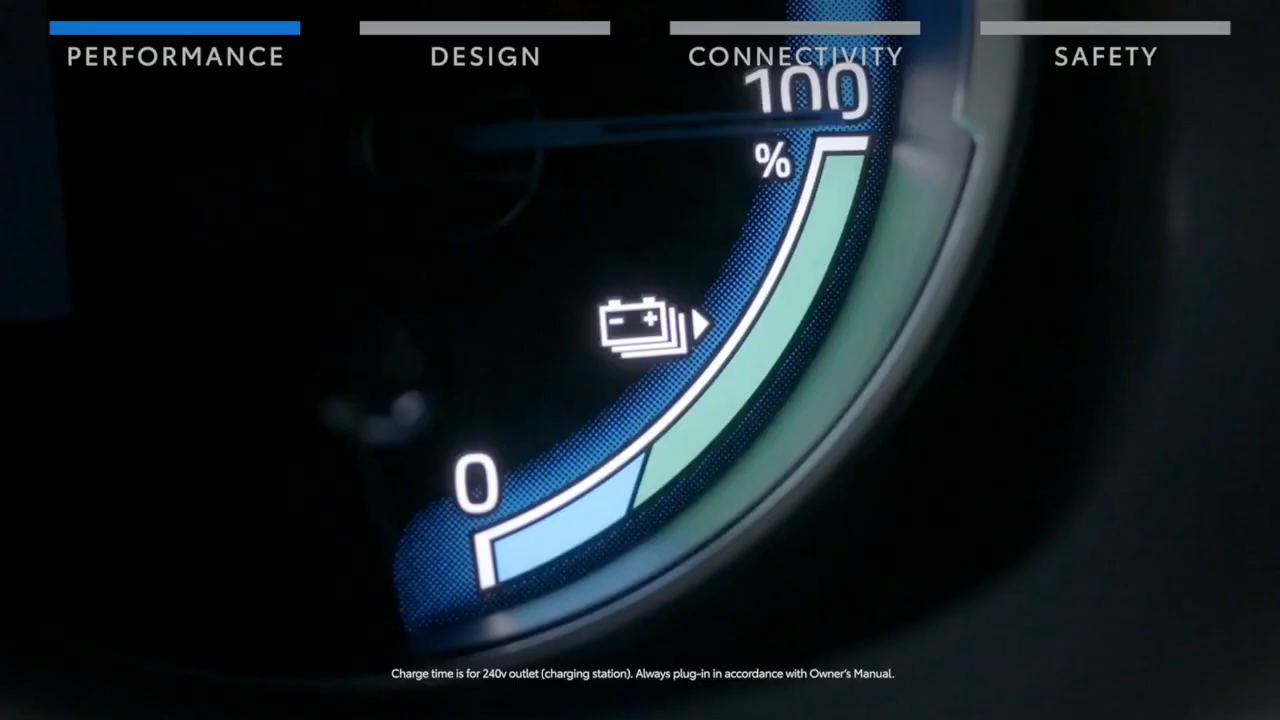 PERFORMANCE
DESIGN
CONNECTIVITY
SAFETY
100
%
0
Charge time is for 240v outlet (charging station). Always plug-in in accordance with Owner's Manual.